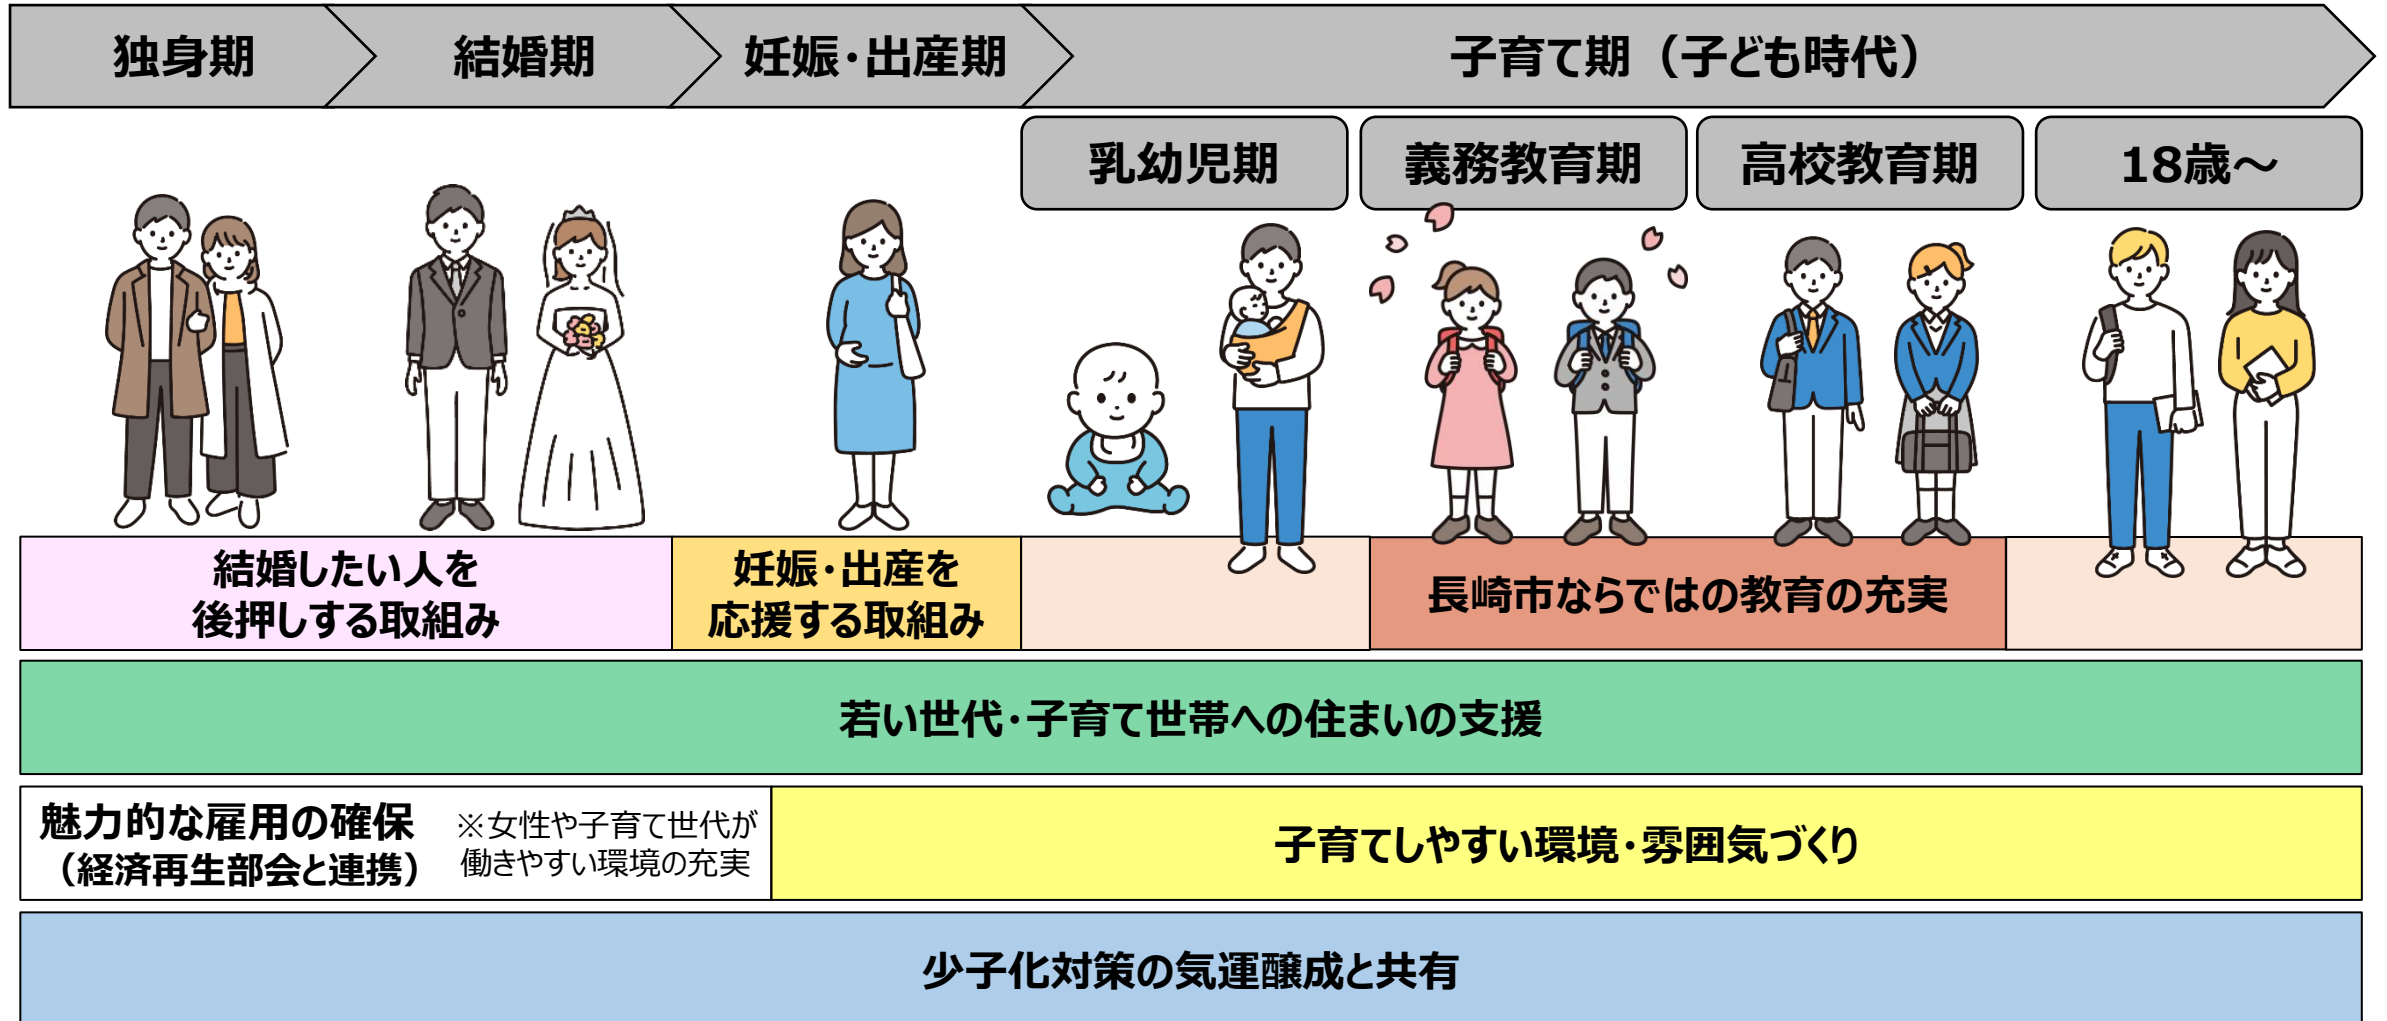 独身期
結婚期
妊娠・出産期
子育て期（子ども時代）
乳幼児期
義務教育期
高校教育期
18歳～
結婚したい人を
後押しする取組み
妊娠・出産を
応援する取組み
長崎市ならではの教育の充実
若い世代・子育て世帯への住まいの支援
魅力的な雇用の確保
（経済再生部会と連携）
※女性や子育て世代が
働きやすい環境の充実
子育てしやすい環境・雰囲気づくり
少子化対策の気運醸成と共有